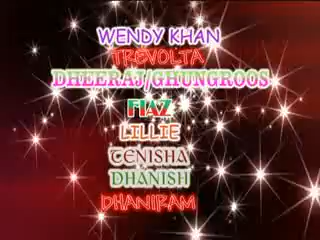 WENDY KHAN
TREVOLTA
DHEERAJ/GHUNGROOS
FIAZ
LILLIE
TENISHA
DHANISH
DHANIRAM